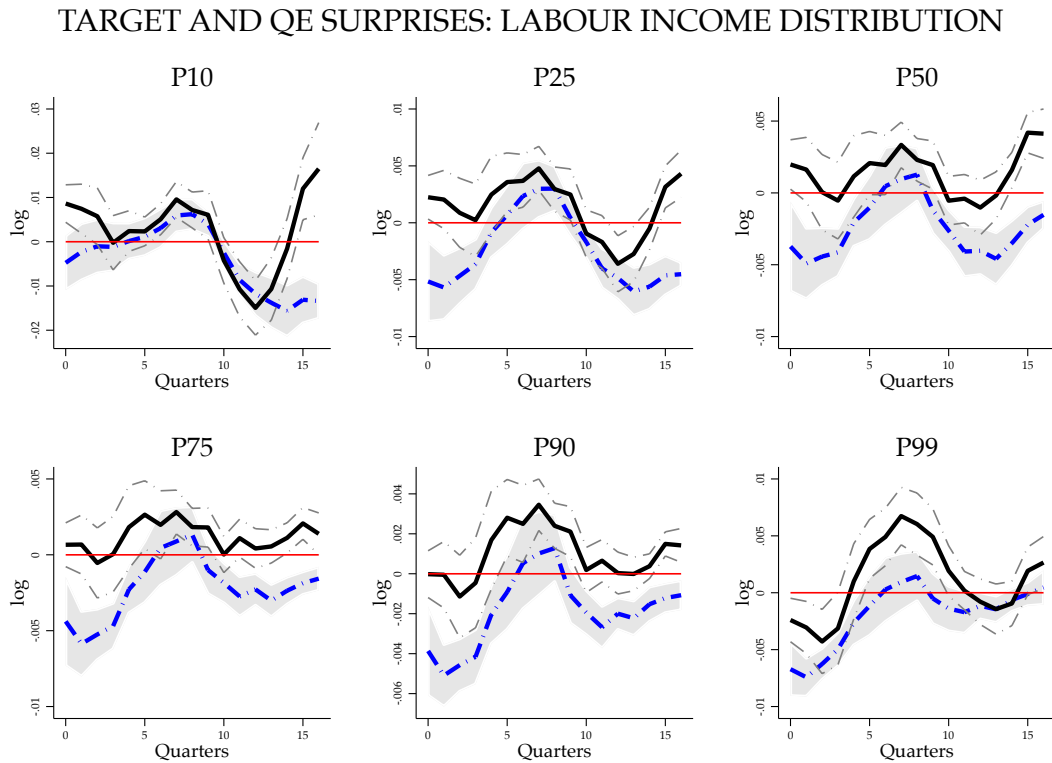 TARGET AND QE SURPRISES: LABOUR INCOME DISTRIBUTION
P10
P25
P50
log
-.02 -.01 0 .01 .02 .03
0 5 10 15
Quarters
log
-.01 -.005 0 .005 .01
0 5 10 15
Quarters
log
-.01 -.005 0 .005
0 5 10 15
Quarters
P75
P90
P99
log
-.01 -.005 0 .005
0 5 10 15
Quarters
log
-.006 -.004 -.002 0 .002 .004
0 5 10 15
Quarters
log
-.01 -.005 0 .005 .01
0 5 10 15
Quarters